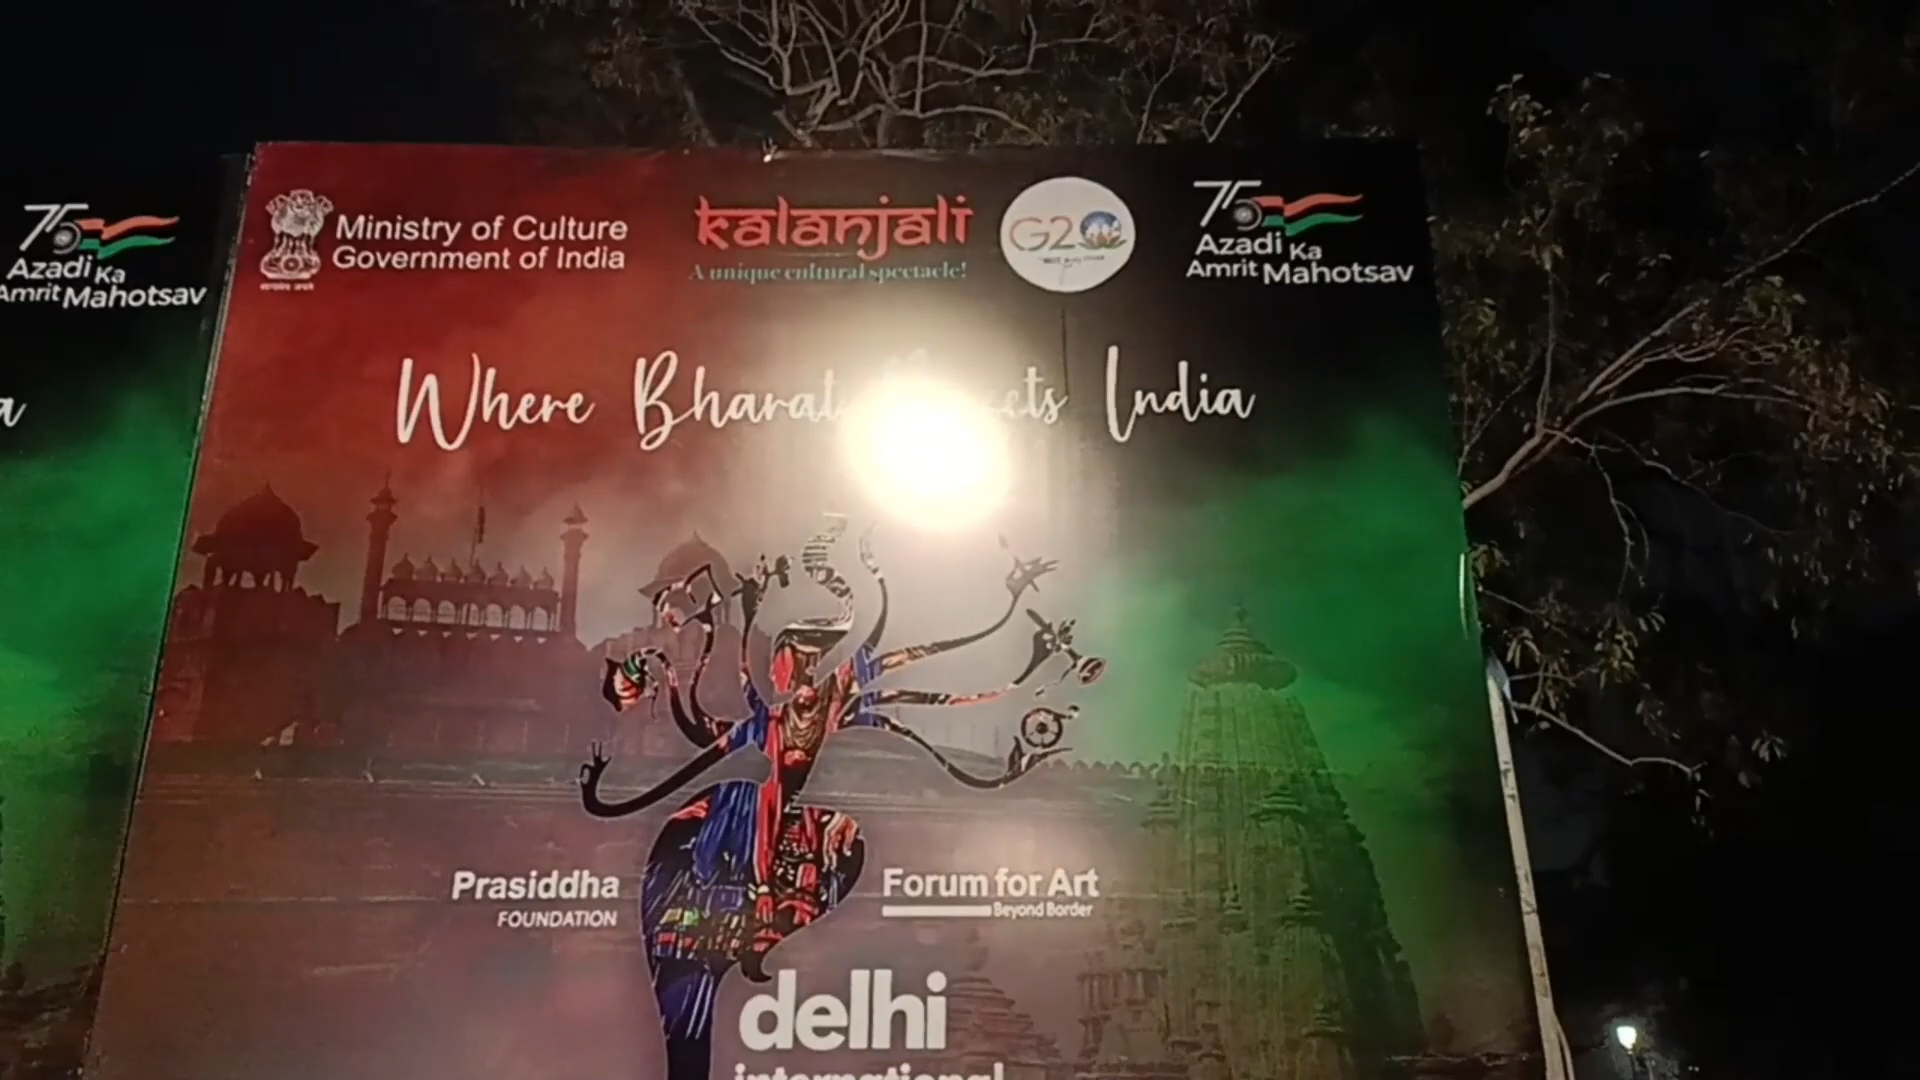 75
Azadi Ka
Amrit Mahotsav
a
Ministry of Culture
Government of India
kalanjali
A unique cultural spectacle!
G20
75
Azadi Ka
Amrit Mahotsav
Where Bharat India
Prasiddha
FOUNDATION
Forum for Art
Beyond Border
delhi
international